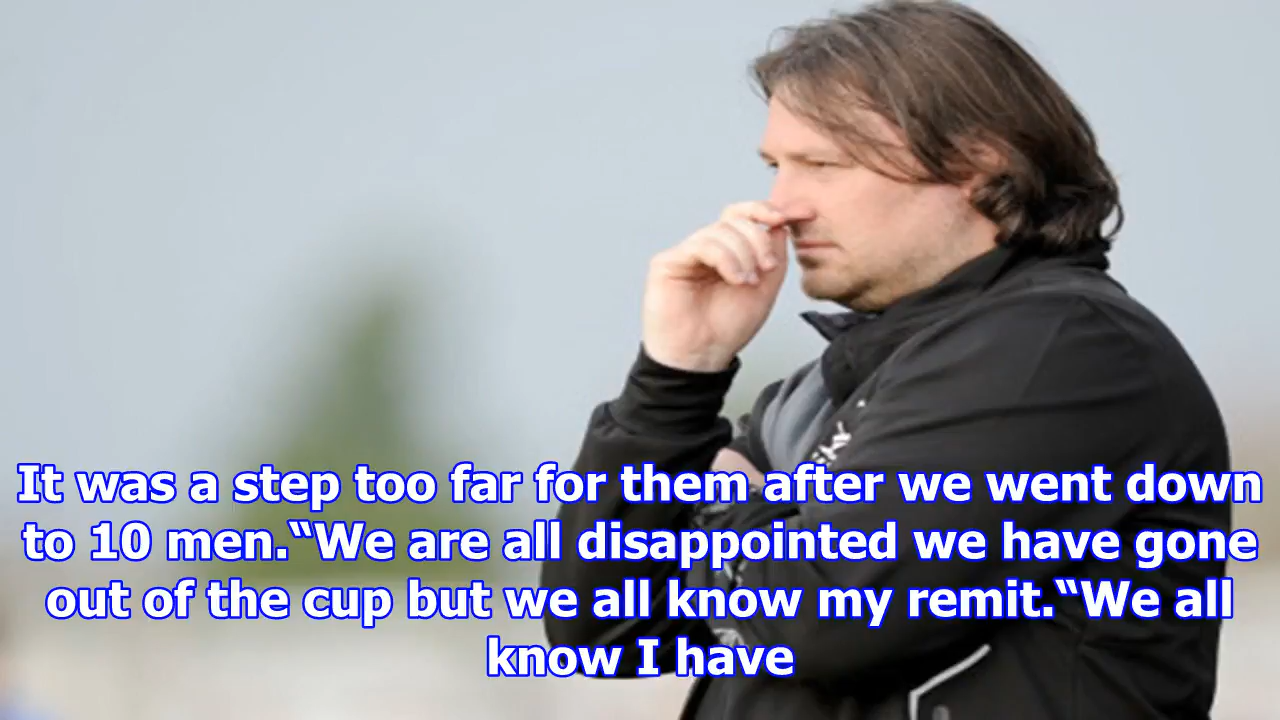 It was a step too far for them after we went down
to 10 men.“We are all disappointed we have gone
out of the cup but we all know my remit.“We all
know I have